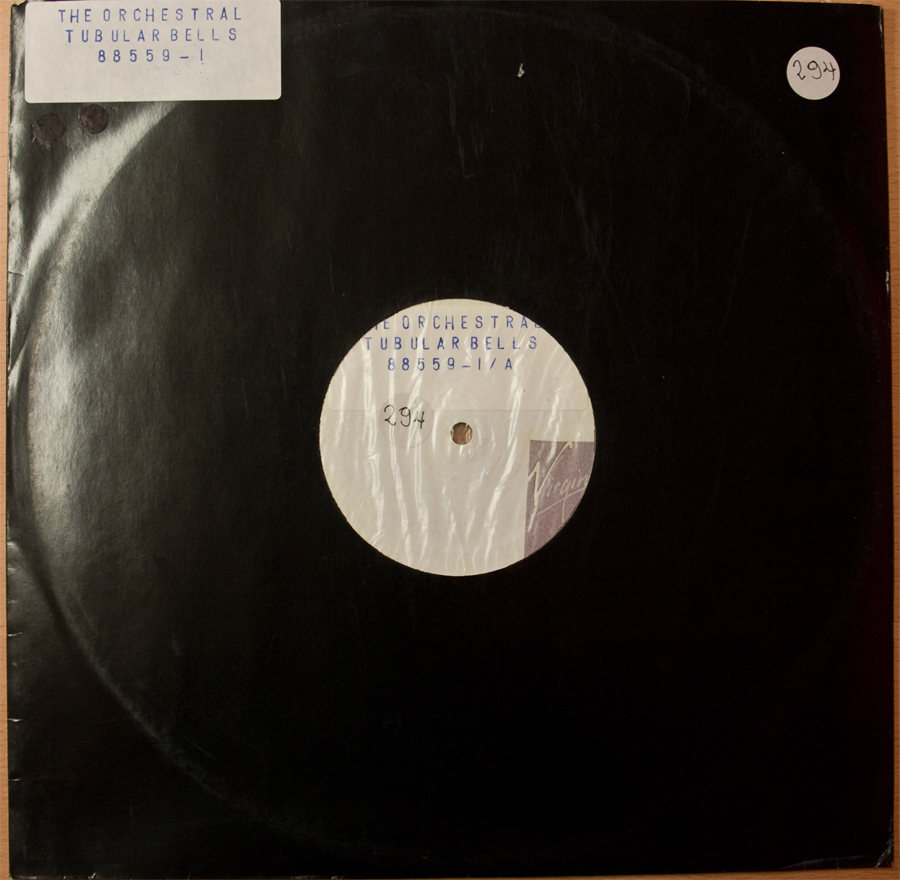 THE ORCHESTRAL
TUBULAR BELLS
88559-1
294
THE ORCHESTRAL
TUBULAR BELLS
88559-1/A
294
Virgin